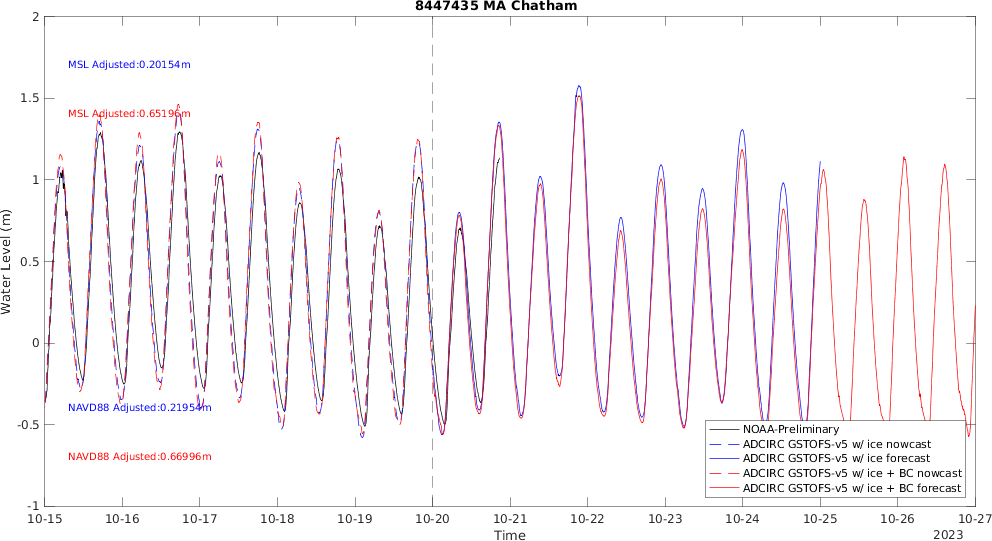 8447435 MA Chatham
2
1.5
1
0.5
0
-0.5
-1
Water Level (m)
MSL Adjusted:0.20154m
MSL Adjusted:0.65196m
NAVD88 Adjusted:0.21954m
NAVD88 Adjusted:0.66996m
NOAA-Preliminary
ADCIRC GSTOFS-v5 w/ ice nowcast
ADCIRC GSTOFS-v5 w/ ice forecast
ADCIRC GSTOFS-v5 w/ ice + BC nowcast
ADCIRC GSTOFS-v5 w/ ice + BC forecast
10-15 10-16 10-17 10-18 10-19 10-20 10-21 10-22 10-23 10-24 10-25 10-26 10-27
Time
2023